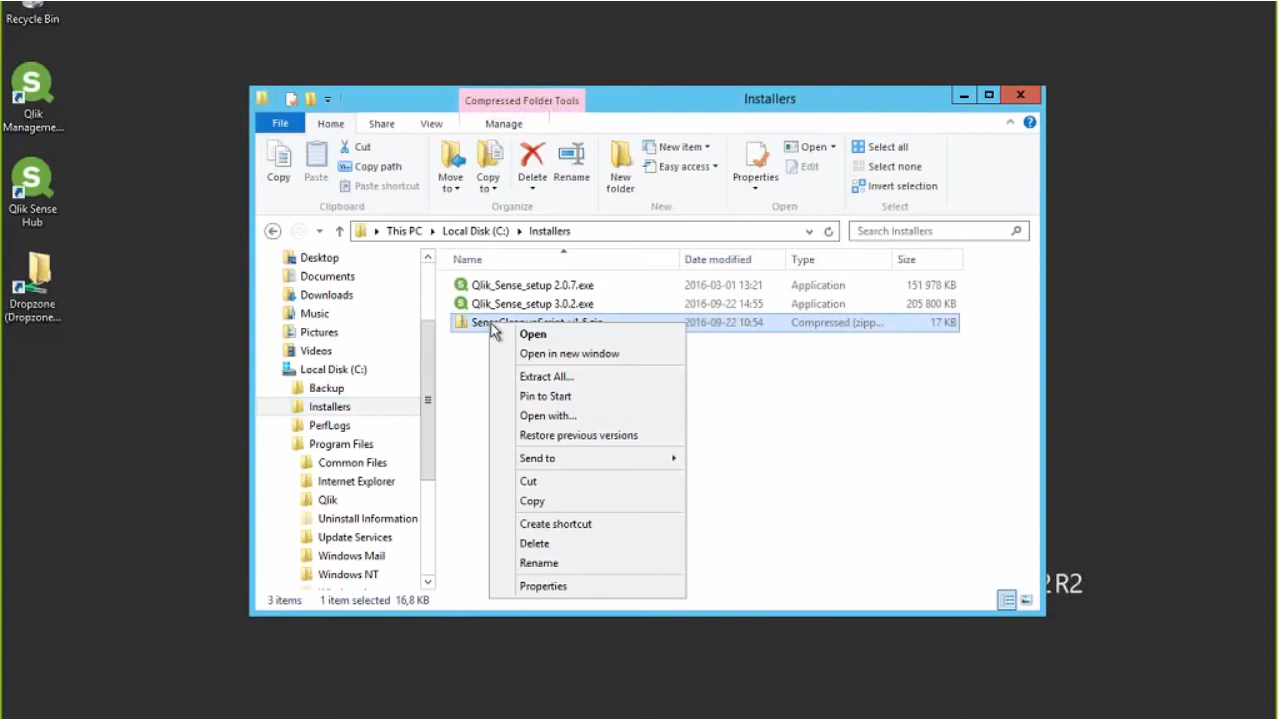 Recycle Bin
Qlik
Manageme...
Qlik Sense
Hub
Dropzone
(Dropzone...
Compressed Folder Tools
Installers
File
Home
Share
View
Manage
Copy
Paste
Cut
Copy path
Paste shortcut
Clipboard
Move
to
Copy
to
Delete
Rename
Organize
New
folder
New item
Easy access
New
Properties
Open
Edit
Open
Select all
Select none
Invert selection
Select
This PC
Local Disk (C:)
Installers
Search Installers
Desktop
Documents
Downloads
Music
Pictures
Videos
Local Disk (C:)
Backup
Installers
PerfLogs
Program Files
Common Files
Internet Explorer
Qlik
Uninstall Information
Update Services
Windows Mail
Windows NT
Name Date modified Type Size
Qlik_Sense_setup 2.0.7.exe 2016-03-01 13:21 Application 151 978 KB
Qlik_Sense_setup 3.0.2.exe 2016-09-22 14:55 Application 205 800 KB
2016-09-22 10:54 Compressed (zipp... 17 KB
Open
Open in new window
Extract All...
Pin to Start
Open with...
Restore previous versions
Send to
Cut
Copy
Create shortcut
Delete
Rename
Properties
3 items 1 item selected 16,8 KB
R2